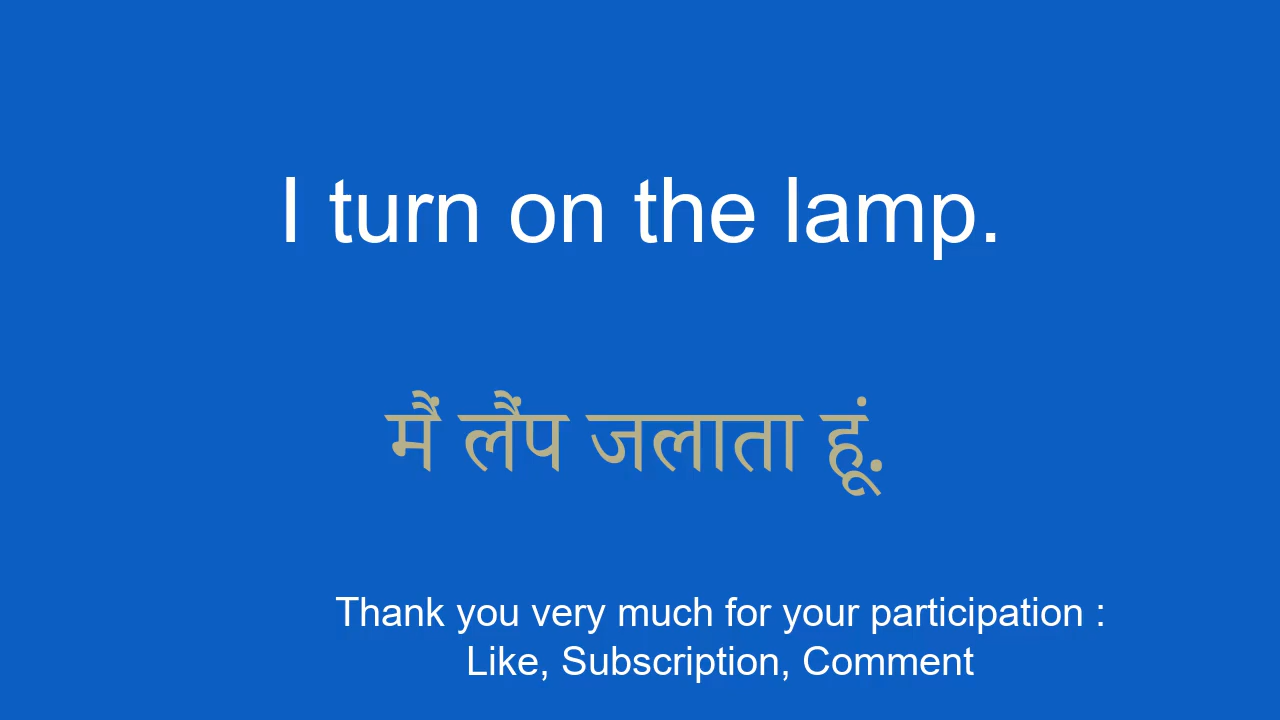 I turn on the lamp.
मैं लैंप जलाता हूं.
Thank you very much for your participation :
Like, Subscription, Comment